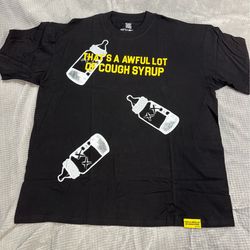 THAT'S A AWFUL LOT
OF COUGH SYRUP